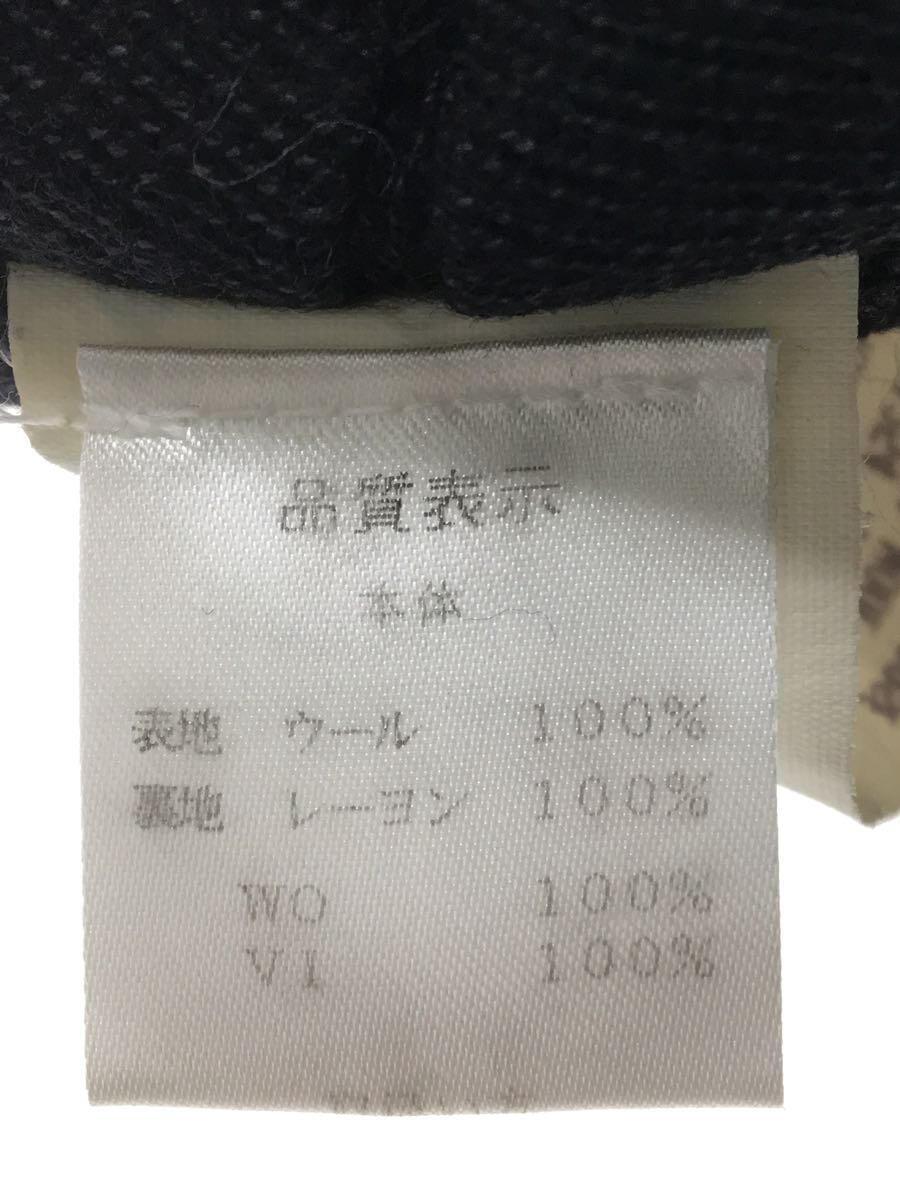 品質表示
本体
表地 ウール 100%
裏地 レーヨン 100%
WO 100%
VI 100%